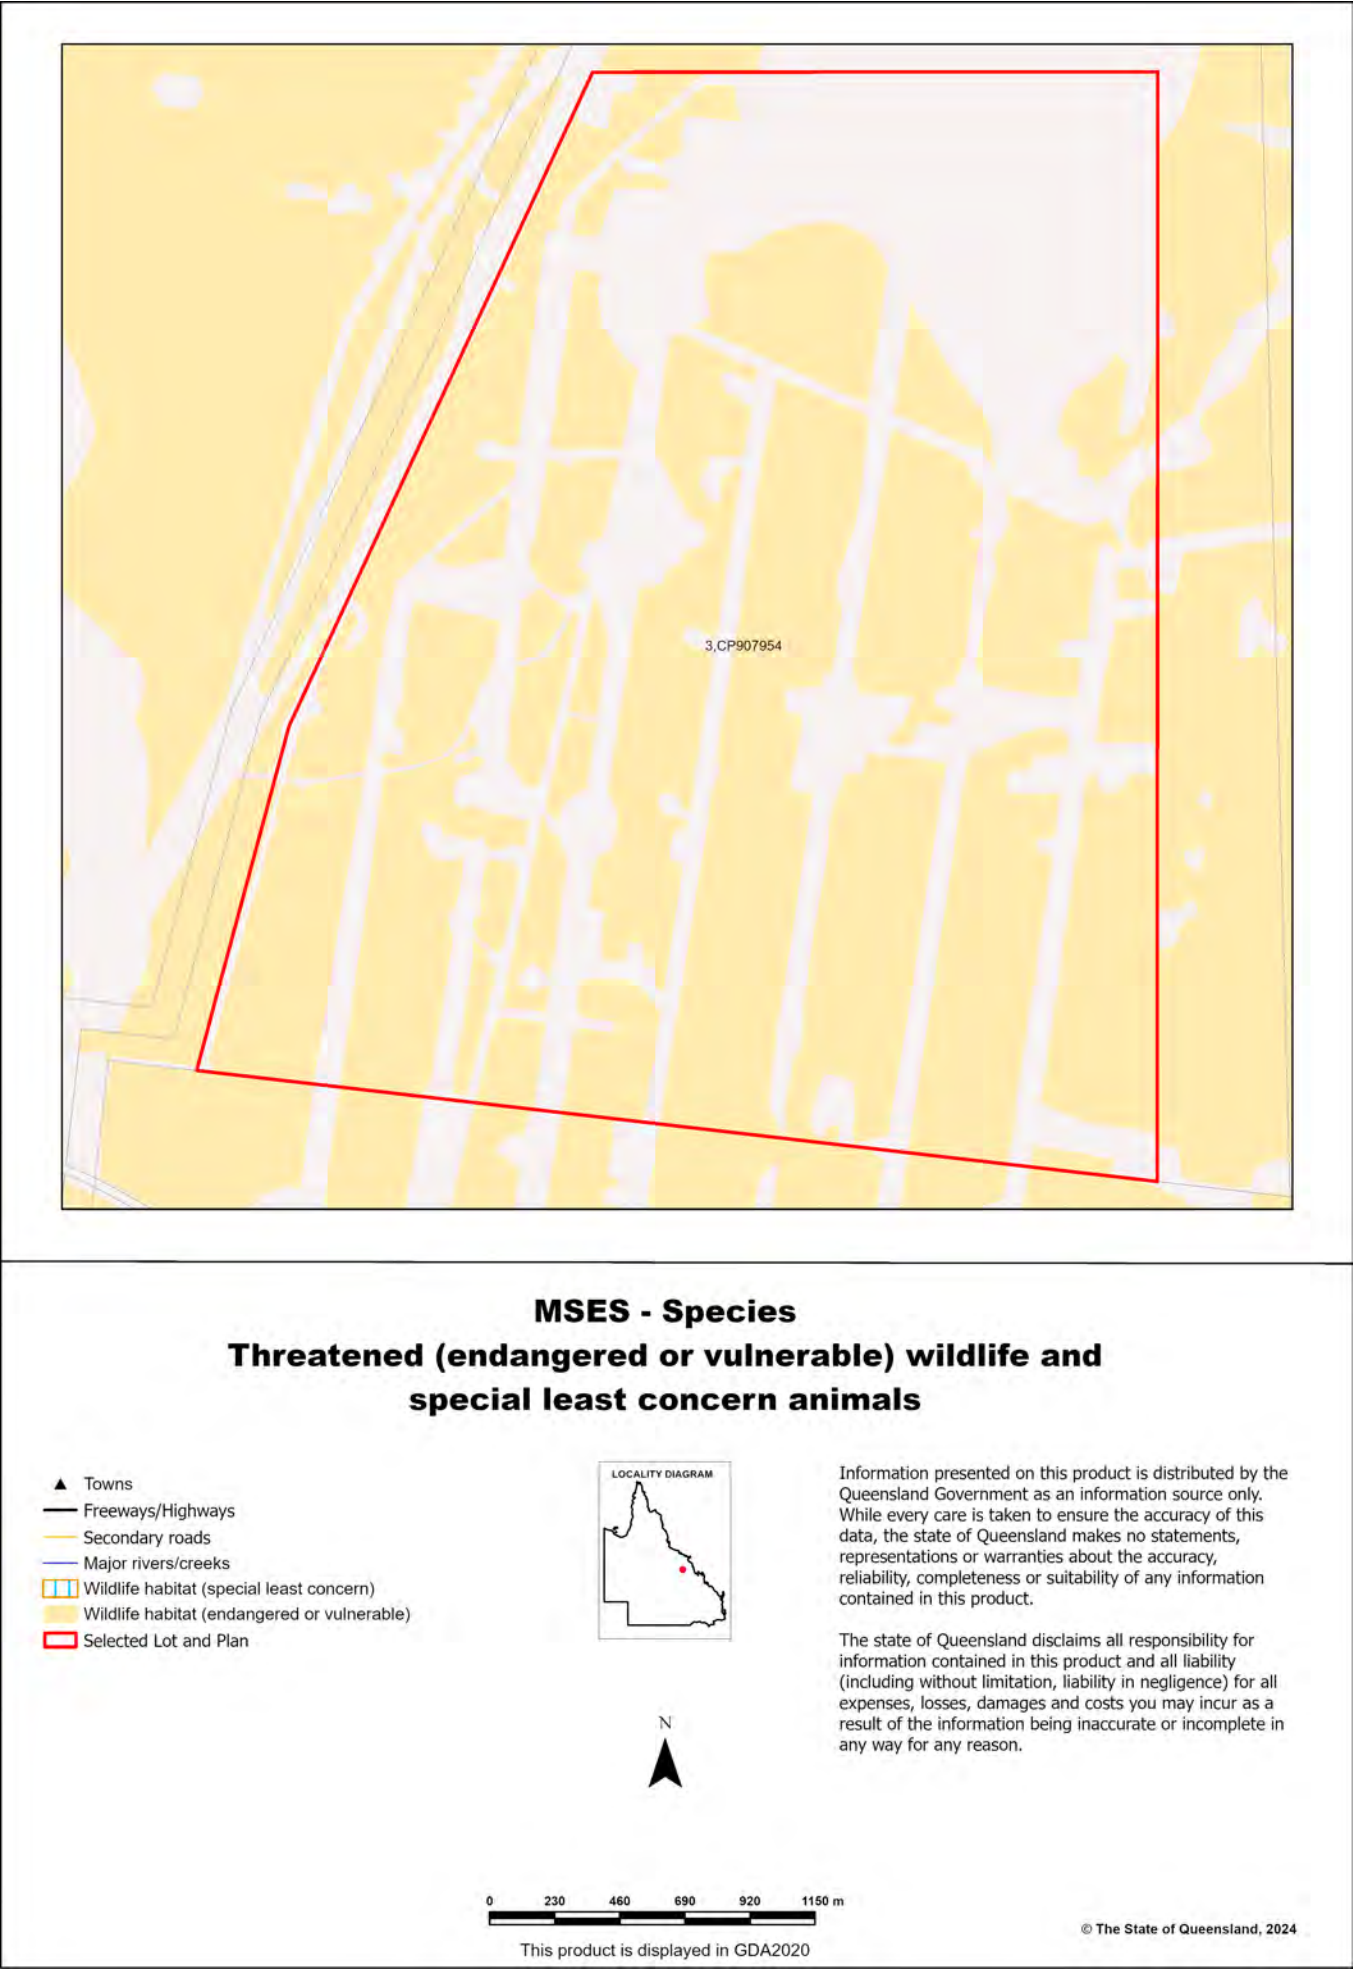 3,CP907954
MSES - Species
Threatened (endangered or vulnerable) wildlife and
special least concern animals
Towns
Freeways/Highways
Secondary roads
Major rivers/creeks
Wildlife habitat (special least concern)
Wildlife habitat (endangered or vulnerable)
Selected Lot and Plan
LOCALITY DIAGRAM
N
Information presented on this product is distributed by the
Queensland Government as an information source only.
While every care is taken to ensure the accuracy of this
data, the state of Queensland makes no statements,
representations or warranties about the accuracy,
reliability, completeness or suitability of any information
contained in this product.
The state of Queensland disclaims all responsibility for
information contained in this product and all liability
(including without limitation, liability in negligence) for all
expenses, losses, damages and costs you may incur as a
result of the information being inaccurate or incomplete in
any way for any reason.
0 230 460 690 920 1150 m
This product is displayed in GDA2020
© The State of Queensland, 2024